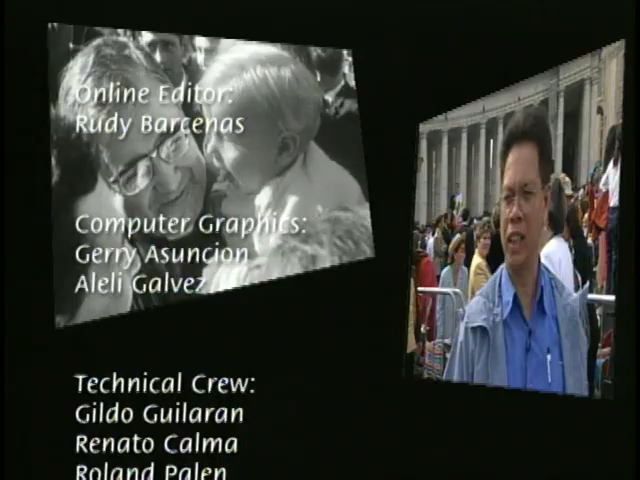 Online Editor:
Rudy Barcenas
Computer Graphics:
Gerry Asuncion
Aleli Galvez
Technical Crew:
Gildo Guilaran
Renato Calma
Roland Palen